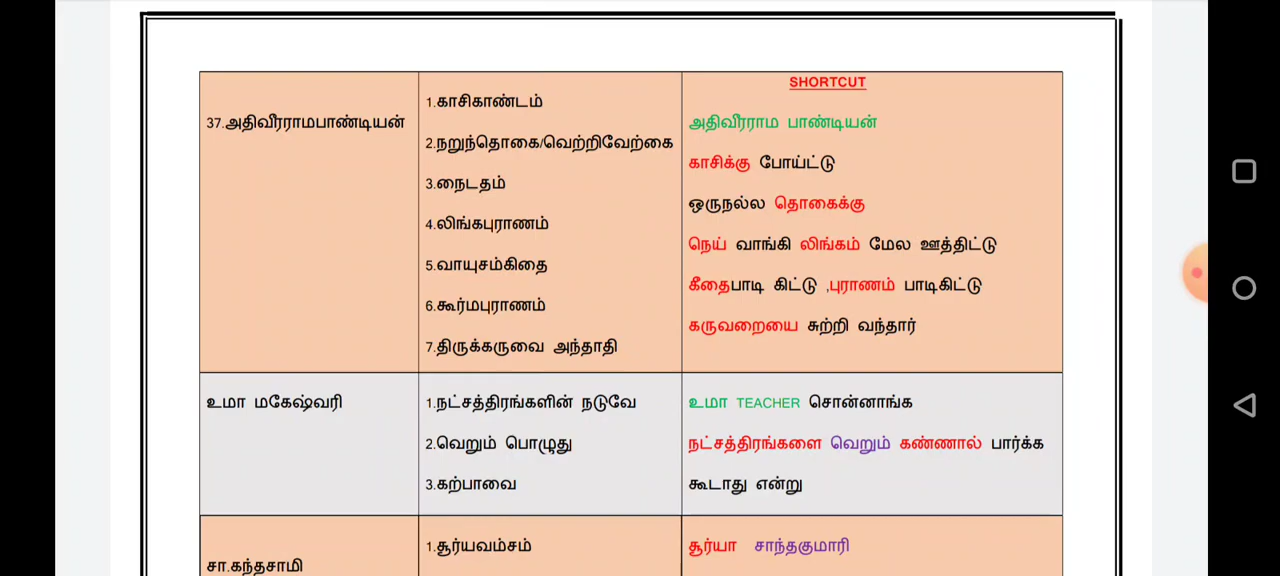 SHORTCUT
37.அதிவீரராமபாண்டியன்
1.காசிகாண்டம்
2.நறுந்தொகை/வெற்றிவேற்கை
3.நைடதம்
4.லிங்கபுராணம்
5.வாயுசம்கிதை
6.கூர்மபுராணம்
7.திருக்கருவை அந்தாதி
அதிவீரராம பாண்டியன்
காசிக்கு போய்ட்டு
ஒருநல்ல தொகைக்கு
நெய் வாங்கி லிங்கம் மேல ஊத்திட்டு
கீதைபாடி கிட்டு ,புராணம் பாடிகிட்டு
கருவறையை சுற்றி வந்தார்
உமா மகேஷ்வரி
1.நட்சத்திரங்களின் நடுவே
2.வெறும் பொழுது
3.கற்பாவை
உமா TEACHER சொன்னாங்க
நட்சத்திரங்களை வெறும் கண்ணால் பார்க்க
கூடாது என்று
சா.கந்தசாமி
1.சூர்யவம்சம்
சூர்யா சாந்தகுமாரி